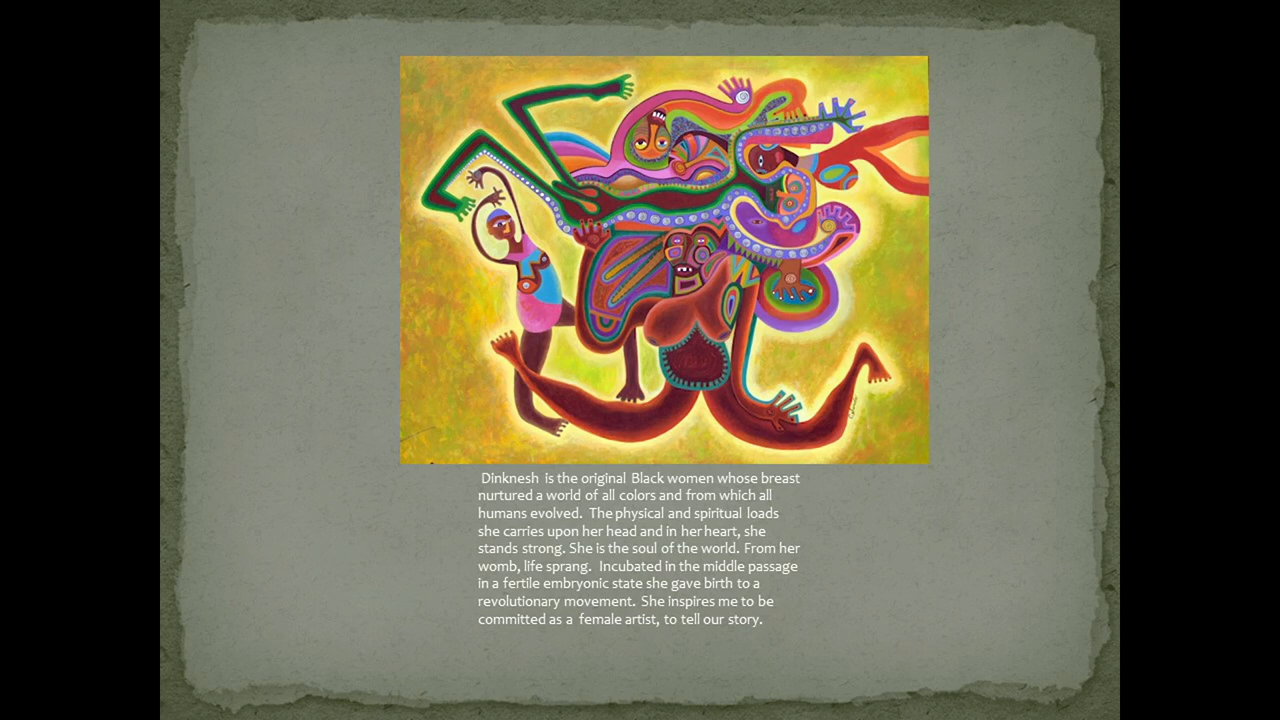 Dinknesh is the original Black women whose breast
nurtured a world of all colors and from which all
humans evolved. The physical and spiritual loads
she carries upon her head and in her heart, she
stands strong. She is the soul of the world. From her
womb, life sprang. Incubated in the middle passage
in a fertile embryonic state she gave birth to a
revolutionary movement. She inspires me to be
committed as a female artist, to tell our story.